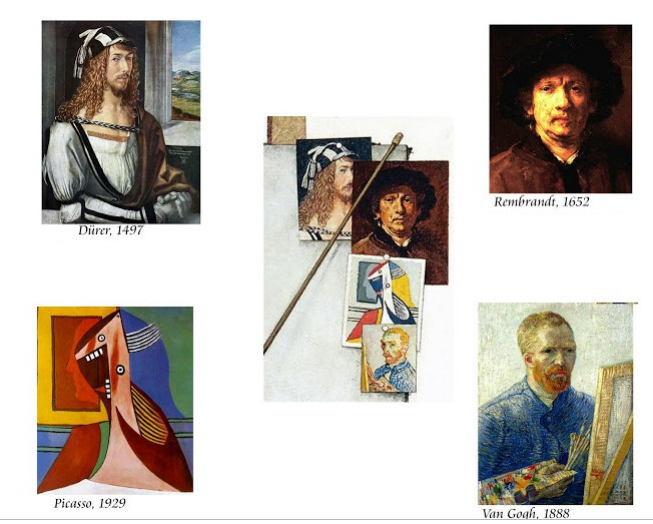 Dürer, 1497
Rembrandt, 1652
Picasso, 1929
Van Gogh, 1888